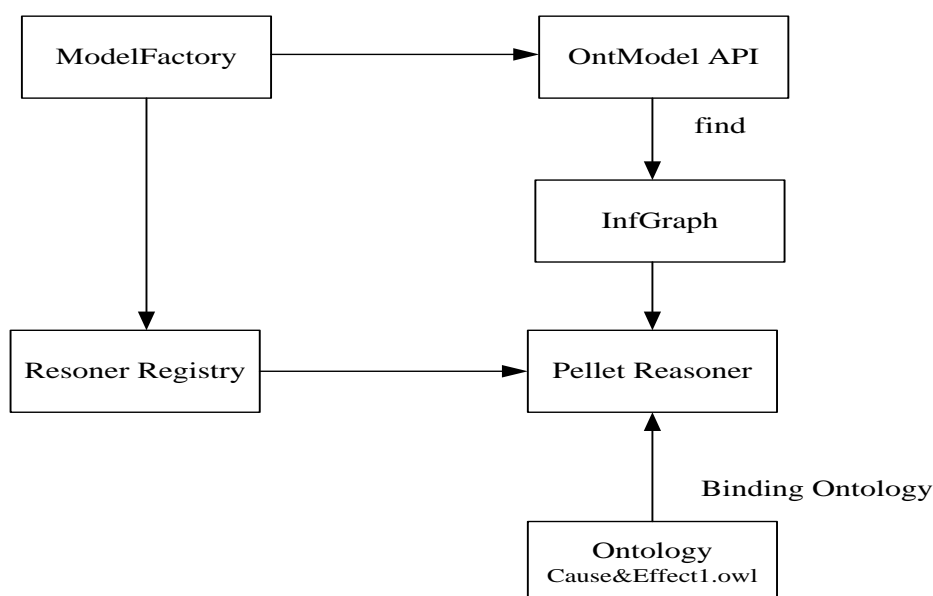 ModelFactory
OntModel API
find
InfGraph
Resoner Registry
Pellet Reasoner
Binding Ontology
Ontology
Cause&Effect1.owl